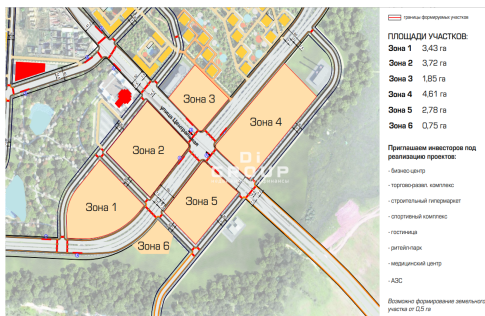 границы формируемых участков
ПЛОЩАДИ УЧАСТКОВ:
Зона 1 3,43 га
Зона 2 3,72 га
Зона 3 1,85 га
Зона 4 4,61 га
Зона 5 2,78 га
Зона 6 0,75 га
Приглашаем инвесторов под
реализацию проектов:
- бизнес-центр
- торгово-развл. комплекс
- строительный гипермаркет
- спортивный комплекс
- гостиница
- ритейл-парк
- медицинский центр
- АЗС
Возможно формирование земельного
участка от 0,5 га
Зона 3
Зона 4
улица Центральная
Зона 2
DI
GROUP
Зона 1
Зона 5
Зона 6